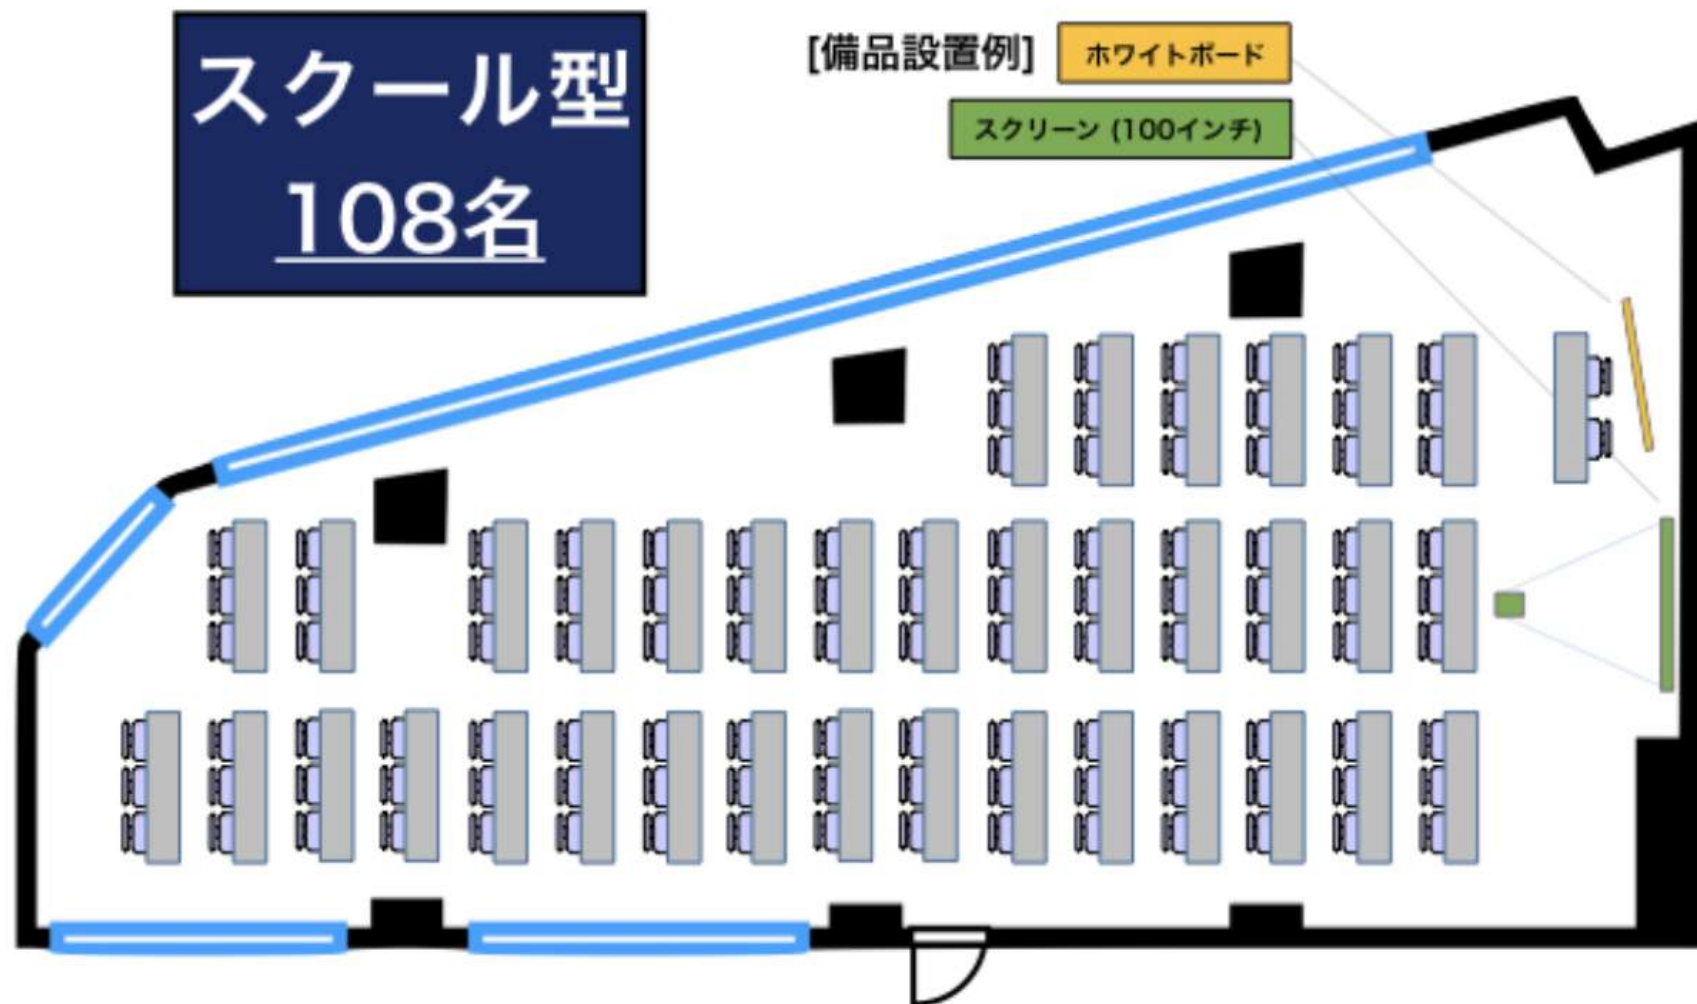 スクール型
108名
[備品設置例]
ホワイトボード
スクリーン (100インチ)